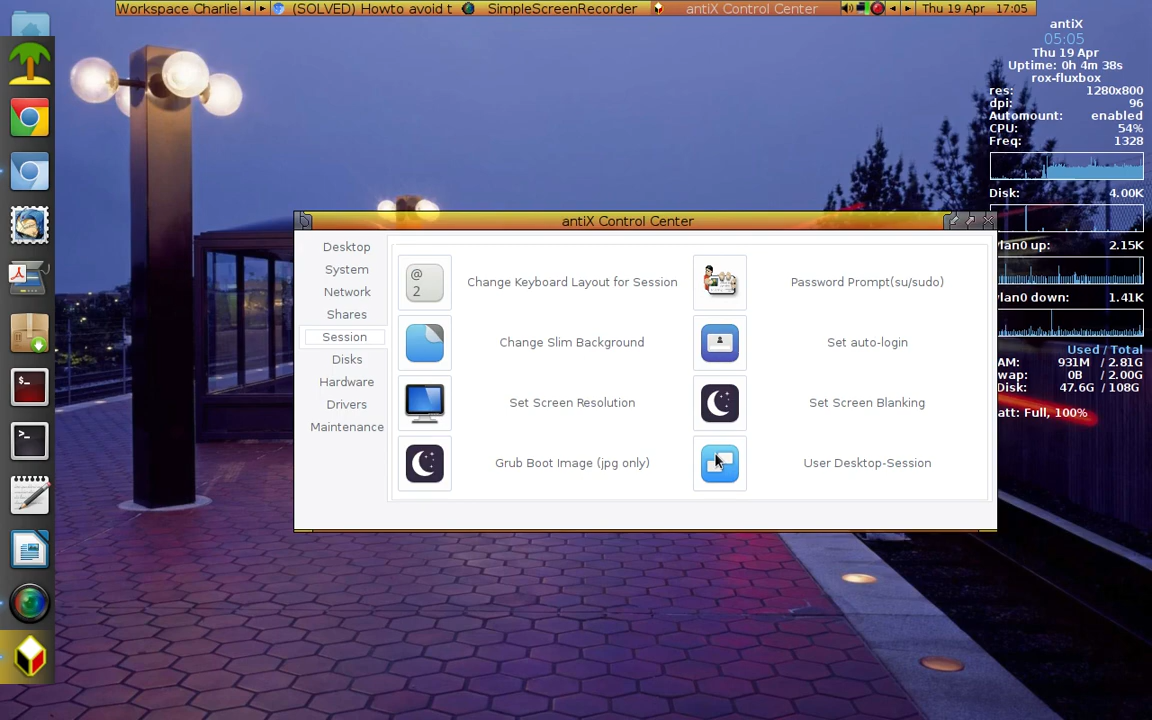 Workspace Charlie
(SOLVED) Howto avoid t
SimpleScreenRecorder
antiX Control Center
Thu 19 Apr 17:05
antiX
05:05
Thu 19 Apr
Uptime: 0h 4m 38s
rox-fluxbox
res: 1280x800
dpi: 96
Automount: enabled
CPU: 54%
Freq: 1328
Disk: 4.00K
vlan0 up: 2.15K
vlan0 down: 1.41K
Used / Total
AM: 931M / 2.81G
wap: 0B / 2.00G
Disk: 47.6G / 108G
att: Full, 100%
antiX Control Center
Desktop
System
Network
Shares
Session
Disks
Hardware
Drivers
Maintenance
@
2
Change Keyboard Layout for Session
Password Prompt(su/sudo)
Change Slim Background
Set auto-login
Set Screen Resolution
Set Screen Blanking
Grub Boot Image (jpg only)
User Desktop-Session
$_
>_